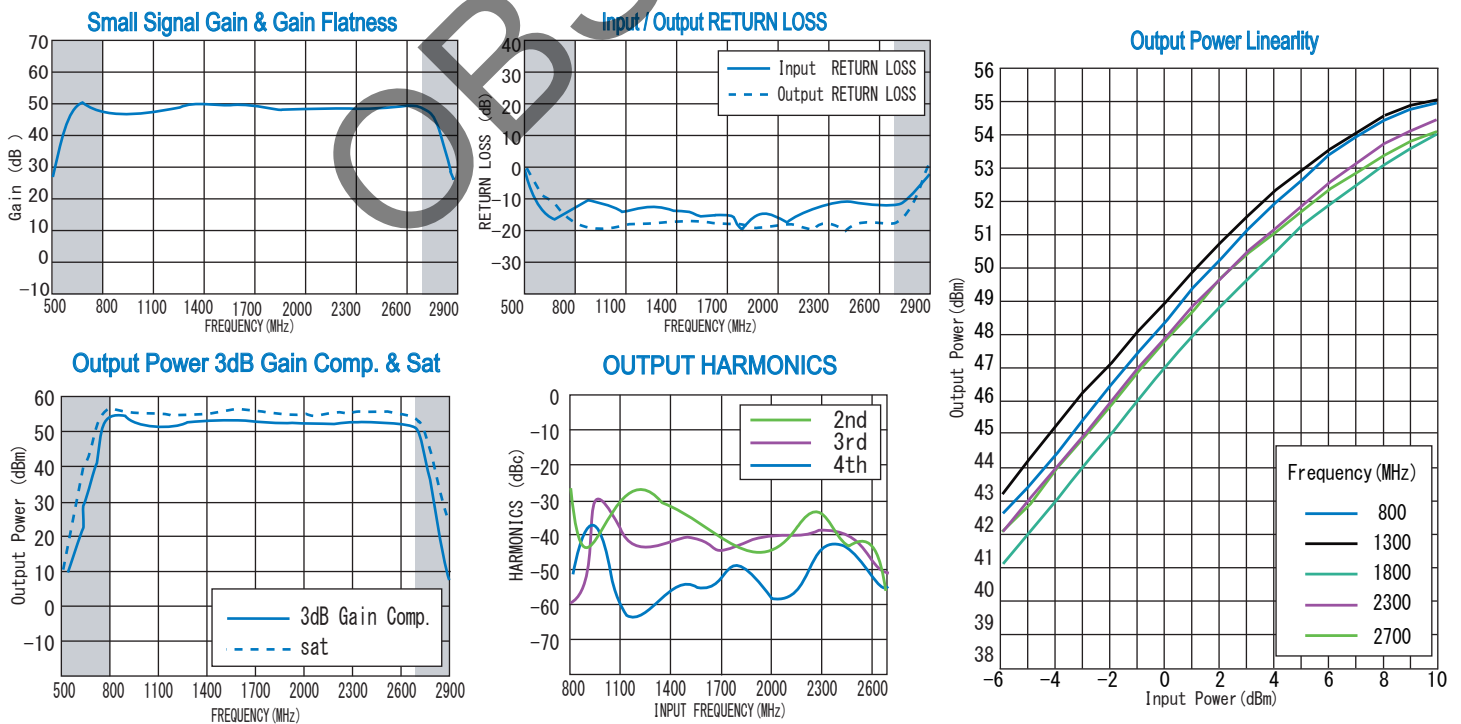 Small Signal Gain & Gain Flatness
70
60
50
40
30
20
10
0
−10
Gain (dB)
500 800 1100 1400 1700 2000 2300 2600 2900
FREQUENCY(MHz)
Input / Output RETURN LOSS
40
30
20
10
0
−10
−20
−30
RETURN LOSS (dB)
Input RETURN LOSS
Output RETURN LOSS
500 800 1100 1400 1700 2000 2300 2600 2900
FREQUENCY(MHz)
Output Power 3dB Gain Comp. & Sat
60
50
40
30
20
10
0
−10
Output Power (dBm)
3dB Gain Comp.
sat
500 800 1100 1400 1700 2000 2300 2600 2900
FREQUENCY(MHz)
OUTPUT HARMONICS
0
−10
−20
−30
−40
−50
−60
−70
HARMONICS (dBc)
2nd
3rd
4th
800 1100 1400 1700 2000 2300 2600
INPUT FREQUENCY(MHz)
Output Power Linearlity
56
55
54
53
52
51
50
49
48
47
46
45
44
43
42
41
40
39
38
Output Power(dBm)
Frequency(MHz)
800
1300
1800
2300
2700
−6 −4 −2 0 2 4 6 8 10
Input Power(dBm)